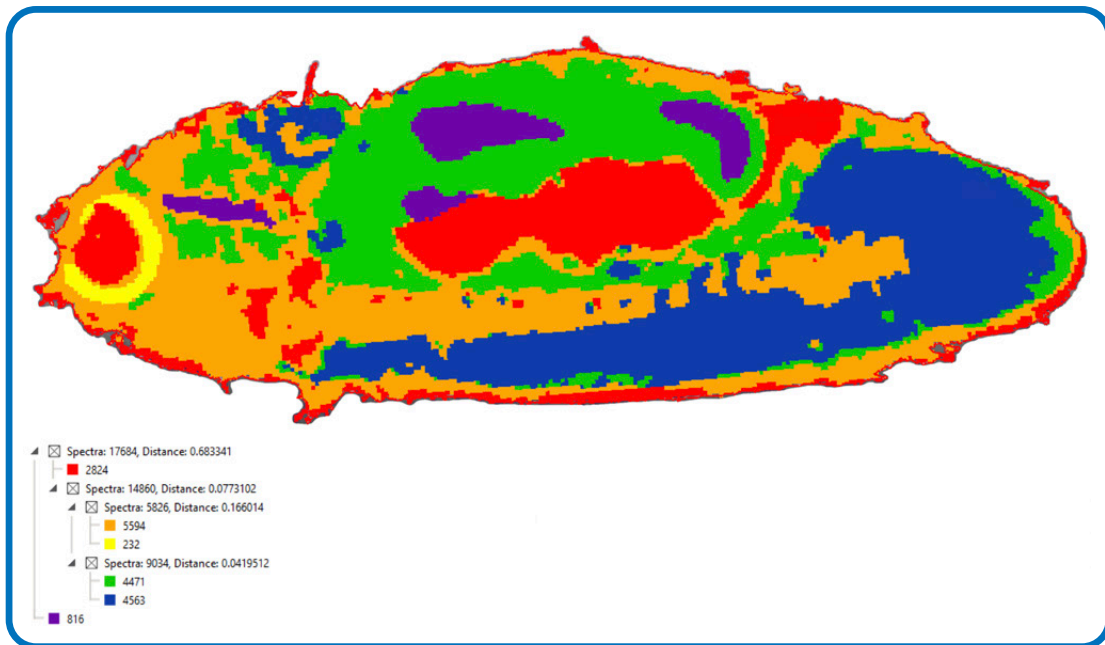 Spectra: 17684, Distance: 0.683341
2824
Spectra: 14860, Distance: 0.0773102
Spectra: 5826, Distance: 0.166014
5594
232
Spectra: 9034, Distance: 0.0419512
4471
4563
816